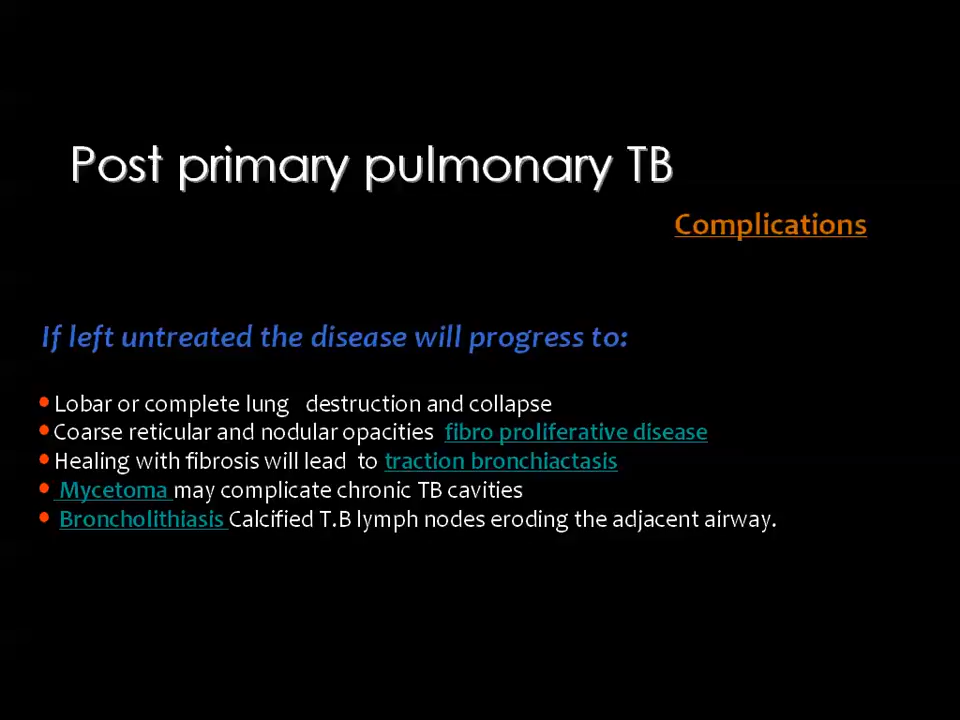 Post primary pulmonary TB
Complications
If left untreated the disease will progress to:
• Lobar or complete lung destruction and collapse
• Coarse reticular and nodular opacities fibro proliferative disease
• Healing with fibrosis will lead to traction bronchiactasis
• Mycetoma may complicate chronic TB cavities
• Broncholithiasis Calcified T.B lymph nodes eroding the adjacent airway.